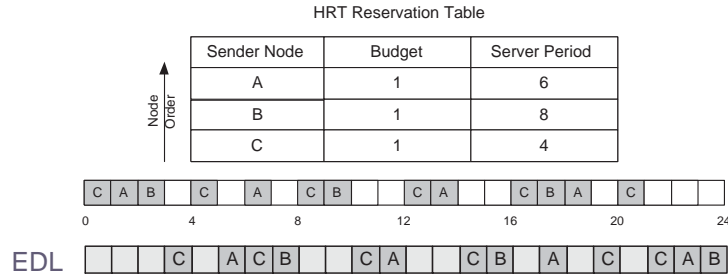 HRT Reservation Table
Sender Node Budget Server Period
A 1 6
B 1 8
C 1 4
Node Order
C A B C A C B C A C B A C
0 4 8 12 16 20 24
EDL C A C B C A C B A C C A B